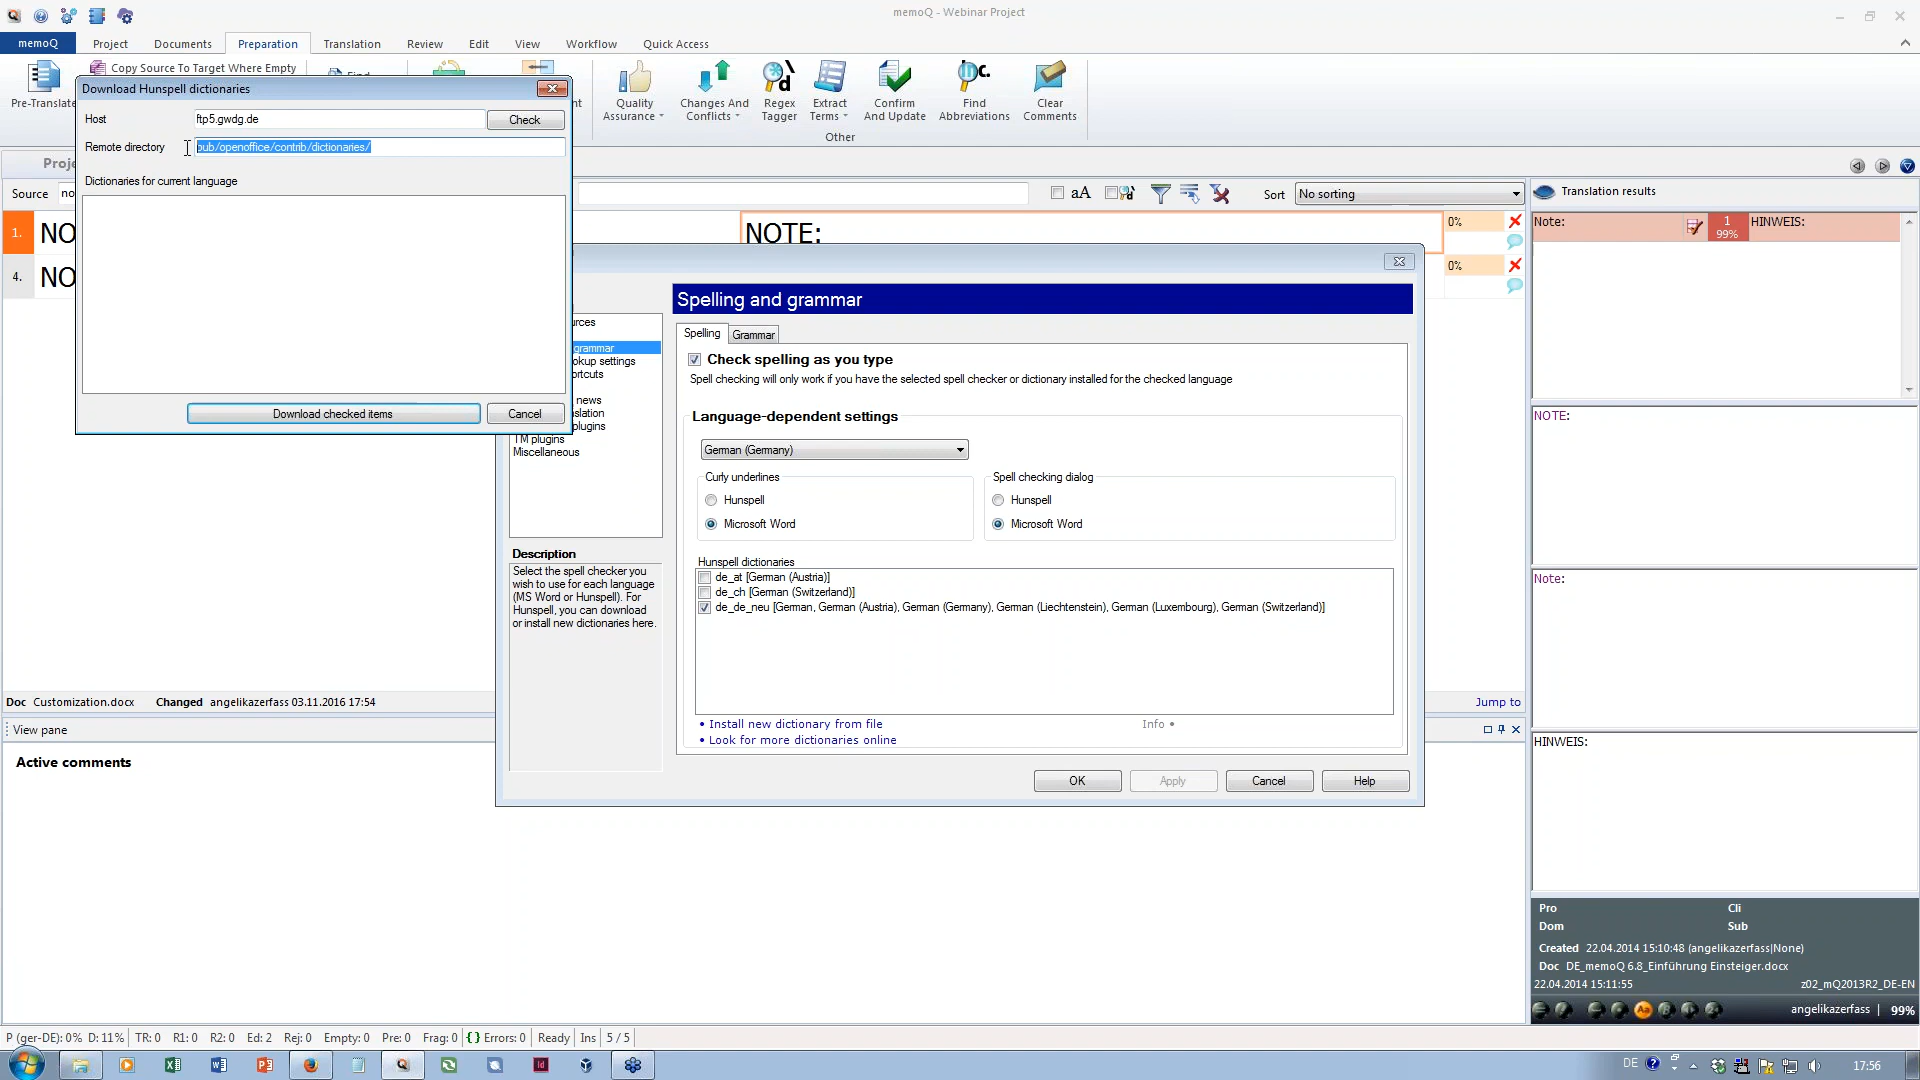 memoQ - Webinar Project
memoQ
Project
Documents
Preparation
Translation
Review
Edit
View
Workflow
Quick Access
Pre-Translate
Copy Source To Target Where Empty
Find
Quality Assurance
Changes And Conflicts
Regex Tagger
Extract Terms
Confirm And Update
Find Abbreviations
Clear Comments
Other
Download Hunspell dictionaries
Host
ftp5.gwdg.de
Check
Remote directory
pub/openoffice/contrib/dictionaries/
Dictionaries for current language
Download checked items
Cancel
Source
aA
Sort
No sorting
1.
NO
NOTE:
0%
4.
NO
0%
Spelling and grammar
Spelling
Grammar
Check spelling as you type
Spell checking will only work if you have the selected spell checker or dictionary installed for the checked language
Language-dependent settings
German (Germany)
Curly underlines
Hunspell
Microsoft Word
Spell checking dialog
Hunspell
Microsoft Word
Hunspell dictionaries
de_at [German (Austria)]
de_ch [German (Switzerland)]
de_de_neu [German, German (Austria), German (Germany), German (Liechtenstein), German (Luxembourg), German (Switzerland)]
• Install new dictionary from file
Info •
• Look for more dictionaries online
grammar
news
plugins
TM plugins
Miscellaneous
Description
Select the spell checker you
wish to use for each language
(MS Word or Hunspell). For
Hunspell, you can download
or install new dictionaries here.
OK
Apply
Cancel
Help
Doc Customization.docx Changed angelikazerfass 03.11.2016 17:54
Jump to
View pane
Active comments
Translation results
Note:
1
99%
HINWEIS:
NOTE:
Note:
HINWEIS:
Pro
Cli
Dom
Sub
Created 22.04.2014 15:10:48 (angelikazerfass|None)
Doc DE_memoQ 6.8_Einführung Einsteiger.docx
22.04.2014 15:11:55
z02_mQ2013R2_DE-EN
Aa
angelikazerfass | 99%
P (ger-DE): 0% D: 11% TR: 0 R1: 0 R2: 0 Ed: 2 Rej: 0 Empty: 0 Pre: 0 Frag: 0 { } Errors: 0 Ready Ins 5 / 5
DE
17:56